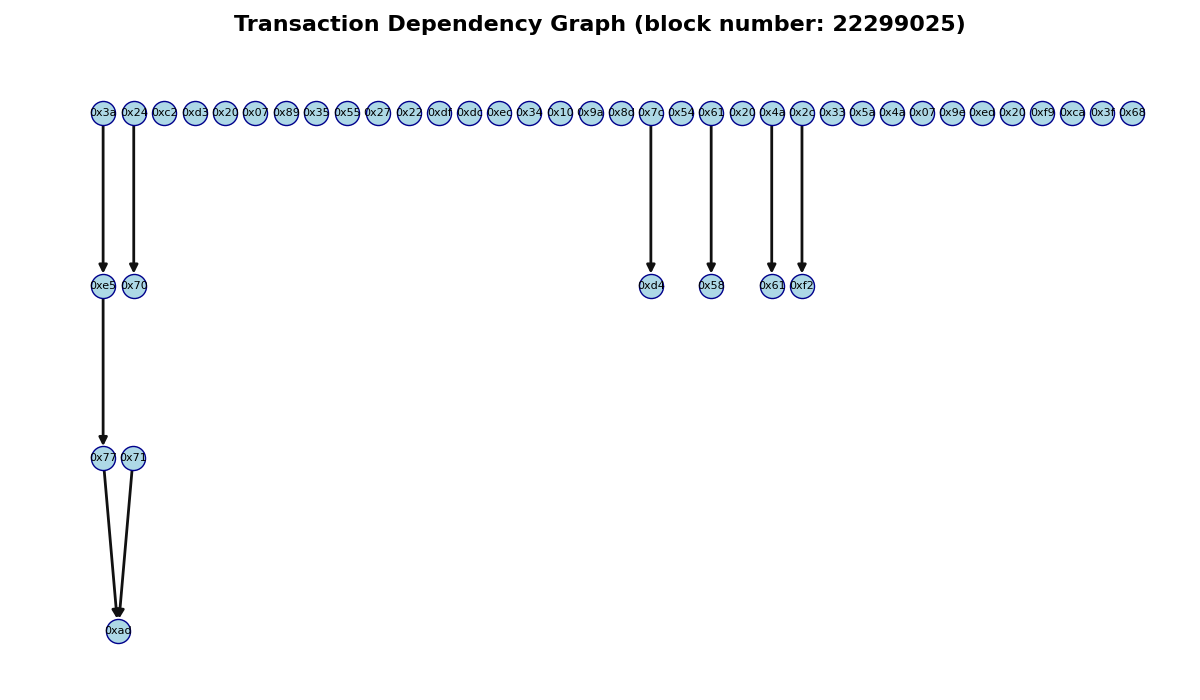 Transaction Dependency Graph (block number: 22299025)
0x3a 0x24 0xc2 0xd3 0x20 0x07 0x89 0x35 0x55 0x27 0x22 0xdf 0xdc 0xec 0x34 0x10 0x9a 0x8d 0x7c 0x54 0x61 0x20 0x4a 0x2c 0x33 0x5a 0x4a 0x07 0x9e 0xed 0x20 0xf9 0xca 0x3f 0x68
0xe5 0x70 0xd4 0x58 0x61 0xf2
0x77 0x71
0xad